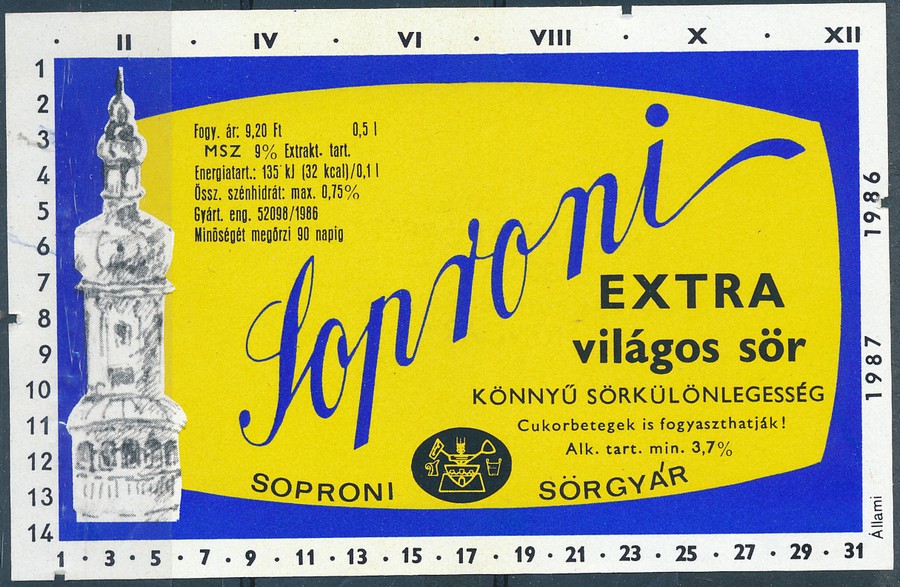 · II · IV · VI · VIII · X · XII
1
2
3
4
5
6
7
8
9
10
11
12
13
14
Fogy. ár: 9,20 Ft 0,5 l
MSZ 9% Extrakt. tart.
Energiatart.: 135 kJ (32 kcal)/0,1 l
Össz. szénhidrát: max. 0,75%
Gyárt. eng. 52098/1986
Minőségét megőrzi 90 napig
Soproni
EXTRA
világos sör
KÖNNYŰ SÖRKÜLÖNLEGESSÉG
Cukorbetegek is fogyaszthatják!
Alk. tart. min. 3,7%
SOPRONI SÖRGYÁR
1986
1987
Állami
1 · 3 · 5 · 7 · 9 · 11 · 13 · 15 · 17 · 19 · 21 · 23 · 25 · 27 · 29 · 31